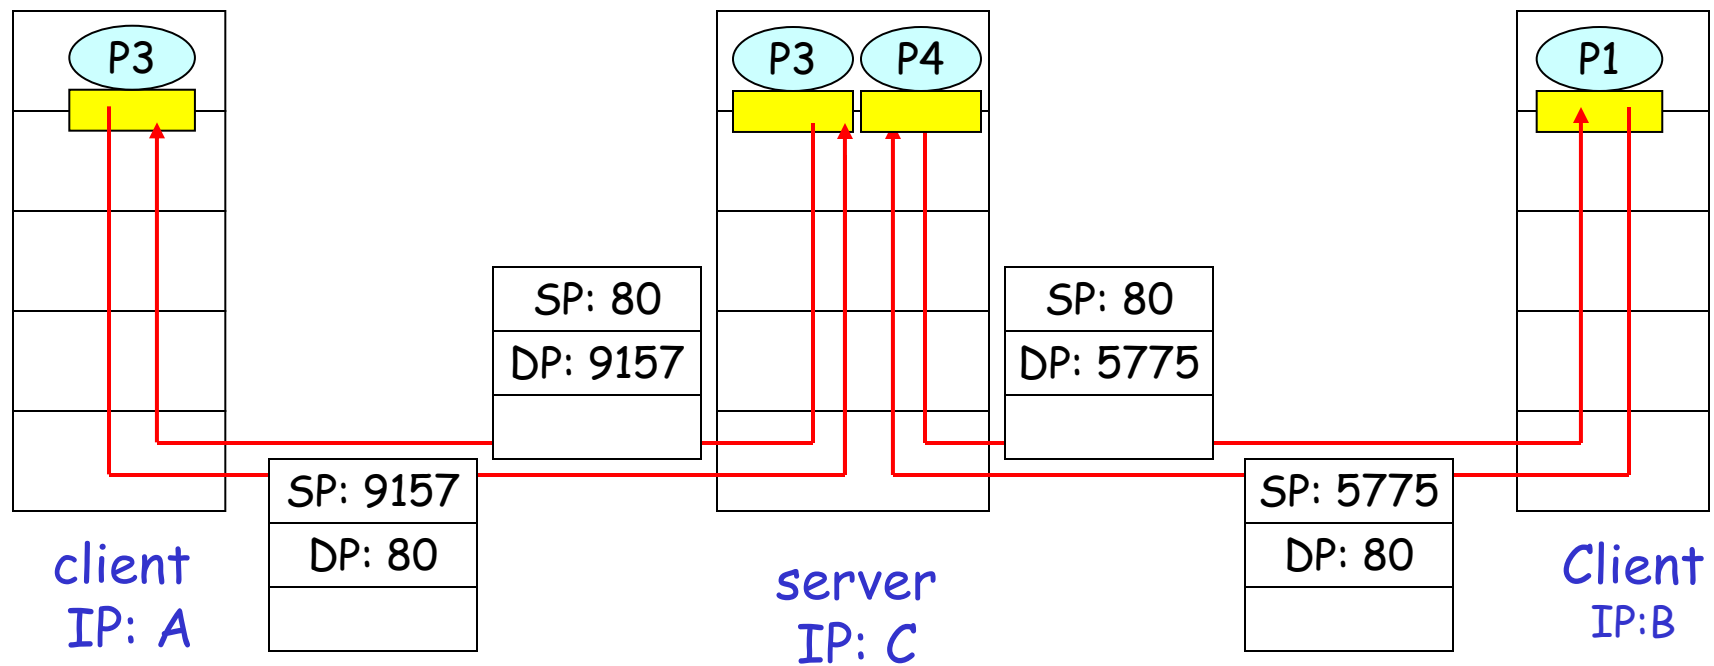 P3
P3
P4
P1
SP: 80
DP: 9157
SP: 80
DP: 5775
SP: 9157
DP: 80
SP: 5775
DP: 80
client
IP: A
server
IP: C
Client
IP:B